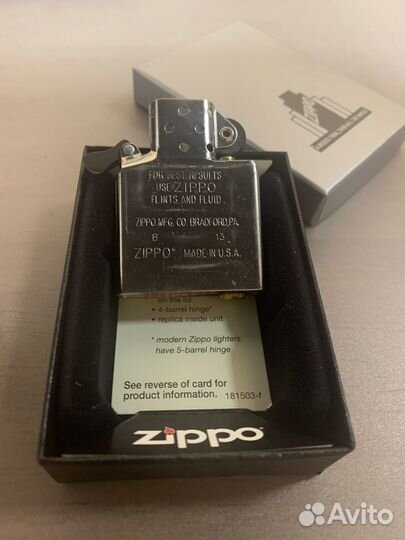 ZIPPO
FOR BEST RESULTS
USE ZIPPO
FLINTS AND FLUID.
ZIPPO MFG. CO. BRADFORD,PA.
B 13
ZIPPO® MADE IN U.S.A.
on the lid
• 4-barrel hinge*
• replica inside unit
* modern Zippo lighters
have 5-barrel hinge
See reverse of card for
product information. 181503-f
zippo
Avito